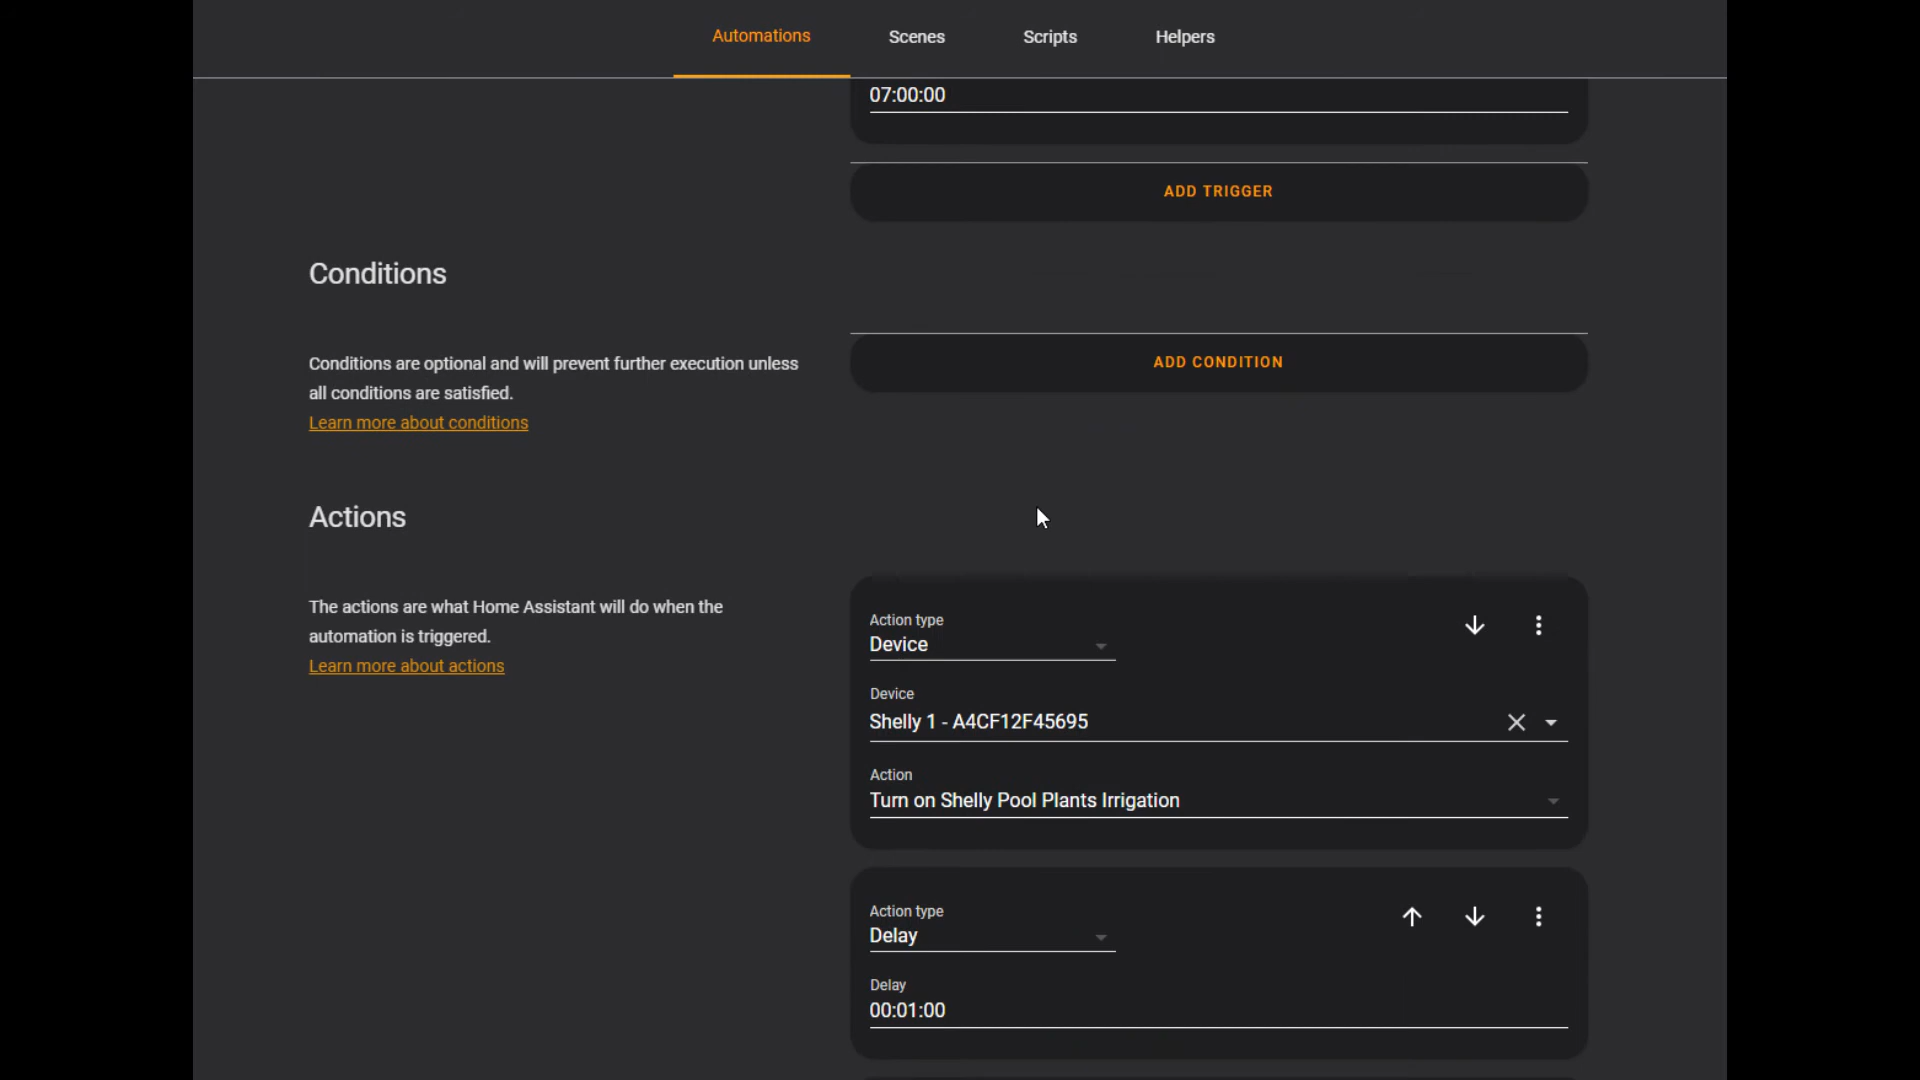 Automations
Scenes
Scripts
Helpers
07:00:00
ADD TRIGGER
Conditions
Conditions are optional and will prevent further execution unless
all conditions are satisfied.
Learn more about conditions
ADD CONDITION
Actions
The actions are what Home Assistant will do when the
automation is triggered.
Learn more about actions
Action type
Device
Device
Shelly 1 - A4CF12F45695
Action
Turn on Shelly Pool Plants Irrigation
Action type
Delay
Delay
00:01:00